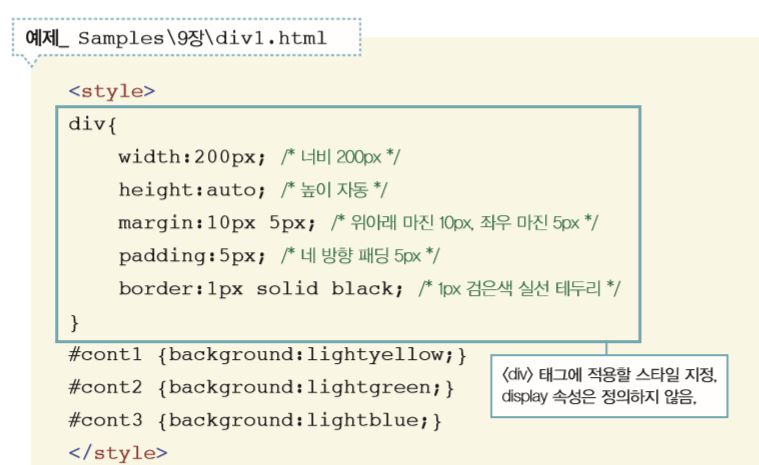 예제_ Samples\9장\div1.html
<style>
div{
width:200px; /* 너비 200px */
height:auto; /* 높이 자동 */
margin:10px 5px; /* 위아래 마진 10px, 좌우 마진 5px */
padding:5px; /* 네 방향 패딩 5px */
border:1px solid black; /* 1px 검은색 실선 테두리 */
}
#cont1 {background:lightyellow;}
#cont2 {background:lightgreen;}
#cont3 {background:lightblue;}
</style>
〈div〉 태그에 적용할 스타일 지정,
display 속성은 정의하지 않음.